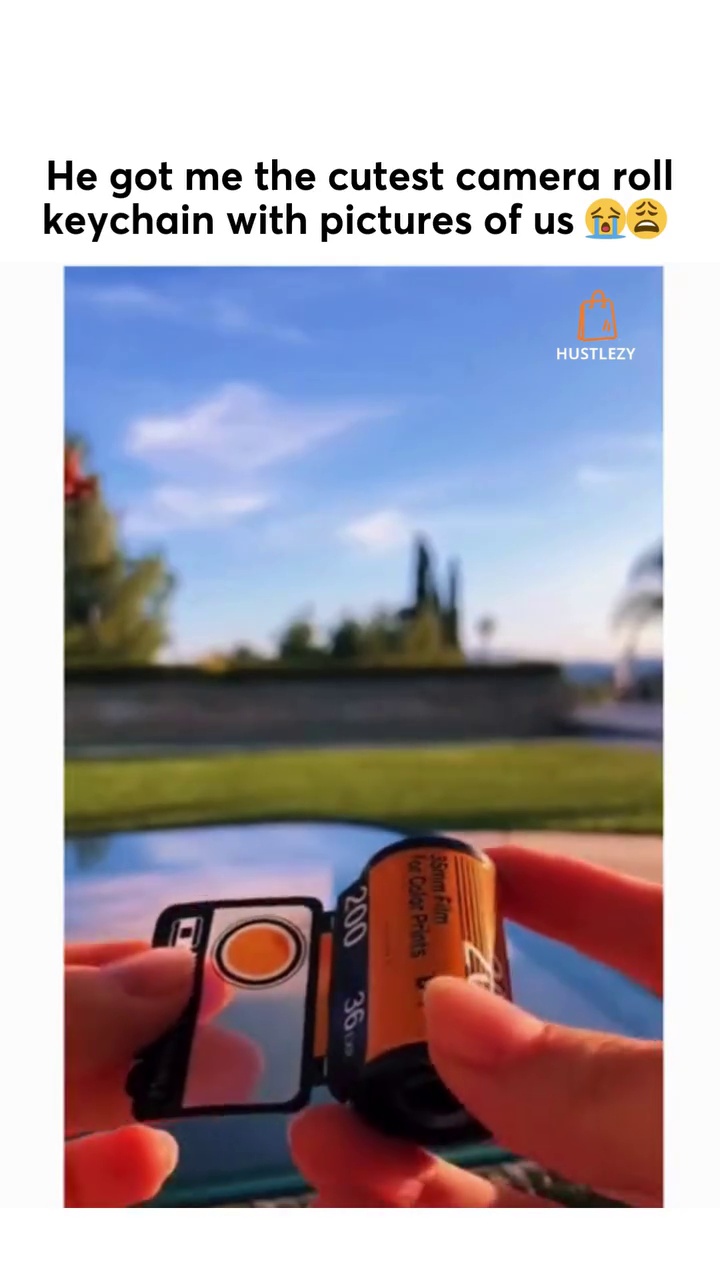 He got me the cutest camera roll
keychain with pictures of us 😭😩
HUSTLEZY
35mm Film
For Color Prints
200
200
36